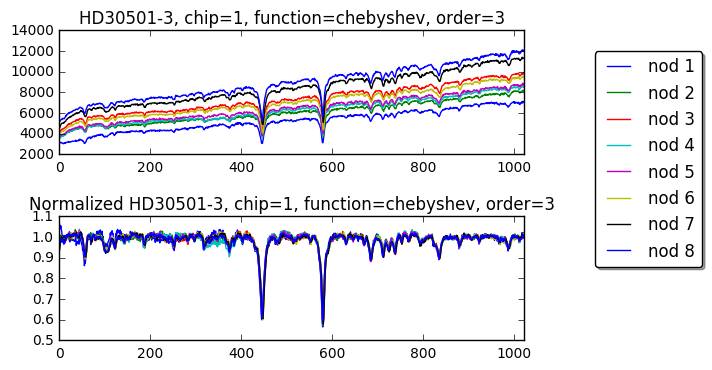 HD30501-3, chip=1, function=chebyshev, order=3
14000
12000
10000
8000
6000
4000
2000
0 200 400 600 800 1000
Normalized HD30501-3, chip=1, function=chebyshev, order=3
1.1
1.0
0.9
0.8
0.7
0.6
0.5
0 200 400 600 800 1000
nod 1
nod 2
nod 3
nod 4
nod 5
nod 6
nod 7
nod 8